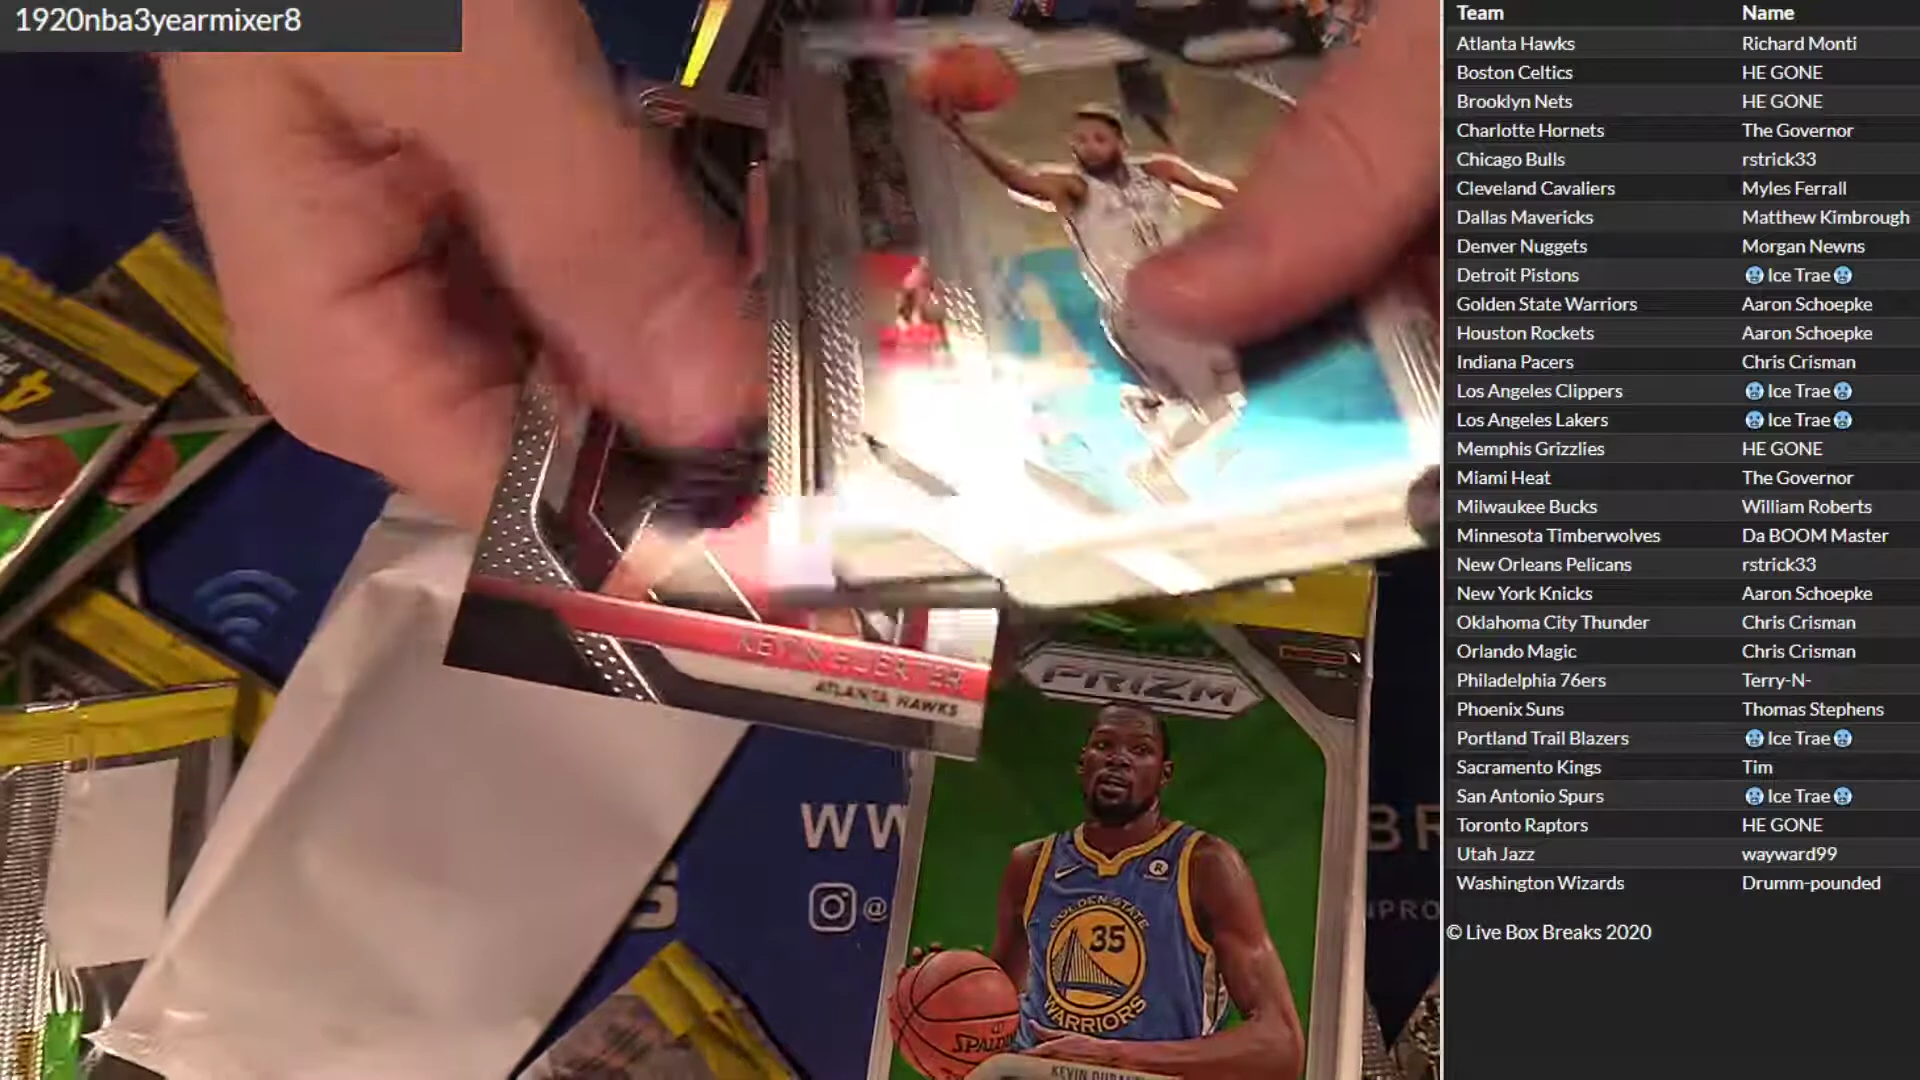 1920nba3yearmixer8
KEVIN HUERTER
ATLANTA HAWKS
PRIZM
GOLDEN STATE
35
WARRIORS
SPALDING
Team Name
Atlanta Hawks Richard Monti
Boston Celtics HE GONE
Brooklyn Nets HE GONE
Charlotte Hornets The Governor
Chicago Bulls rstrick33
Cleveland Cavaliers Myles Ferrall
Dallas Mavericks Matthew Kimbrough
Denver Nuggets Morgan Newns
Detroit Pistons 🥶 Ice Trae 🥶
Golden State Warriors Aaron Schoepke
Houston Rockets Aaron Schoepke
Indiana Pacers Chris Crisman
Los Angeles Clippers 🥶 Ice Trae 🥶
Los Angeles Lakers 🥶 Ice Trae 🥶
Memphis Grizzlies HE GONE
Miami Heat The Governor
Milwaukee Bucks William Roberts
Minnesota Timberwolves Da BOOM Master
New Orleans Pelicans rstrick33
New York Knicks Aaron Schoepke
Oklahoma City Thunder Chris Crisman
Orlando Magic Chris Crisman
Philadelphia 76ers Terry-N-
Phoenix Suns Thomas Stephens
Portland Trail Blazers 🥶 Ice Trae 🥶
Sacramento Kings Tim
San Antonio Spurs 🥶 Ice Trae 🥶
Toronto Raptors HE GONE
Utah Jazz wayward99
Washington Wizards Drumm-pounded
© Live Box Breaks 2020